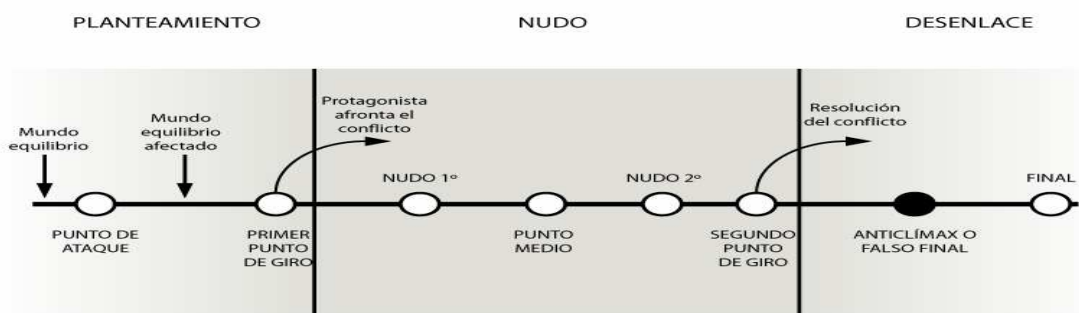 PLANTEAMIENTO
NUDO
DESENLACE
Mundo
equilibrio
Mundo
equilibrio
afectado
Protagonista
afronta el
conflicto
Resolución
del conflicto
NUDO 1º
NUDO 2º
FINAL
PUNTO DE
ATAQUE
PRIMER
PUNTO
DE GIRO
PUNTO
MEDIO
SEGUNDO
PUNTO
DE GIRO
ANTICLÍMAX O
FALSO FINAL